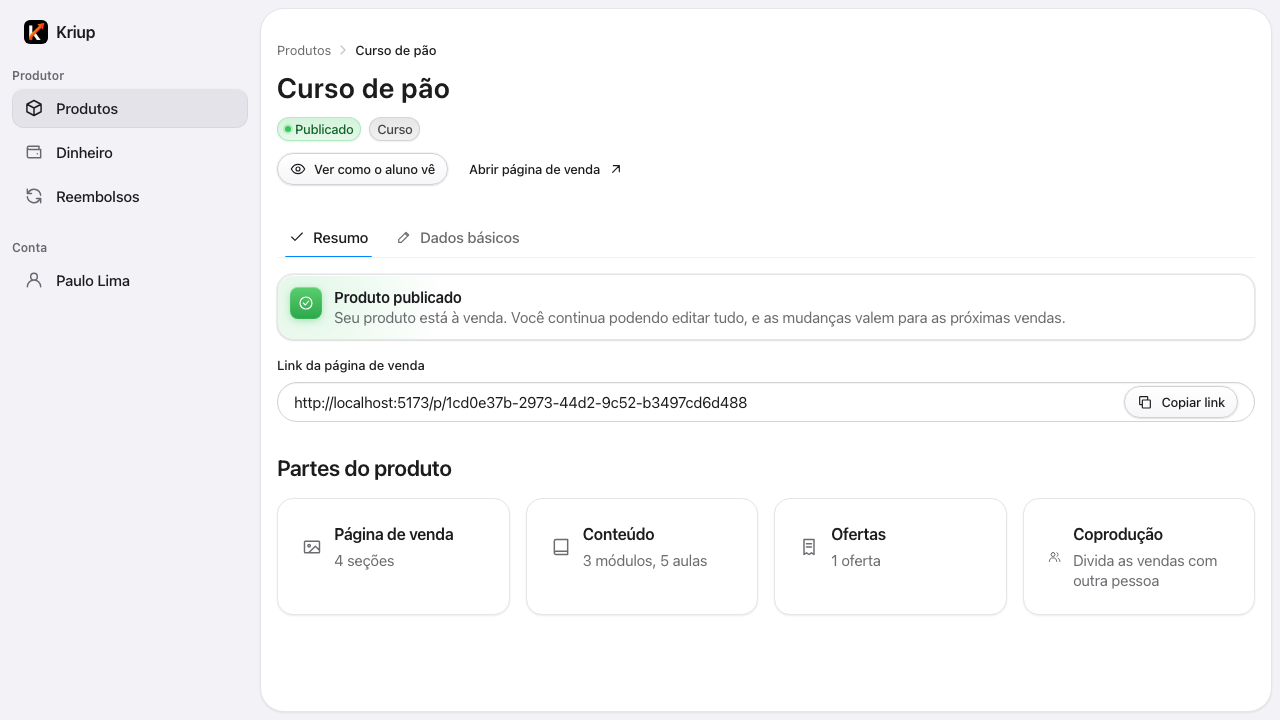 Kriup
Produtor
Produtos
Dinheiro
Reembolsos
Conta
Paulo Lima
Produtos > Curso de pão
Curso de pão
Publicado
Curso
Ver como o aluno vê
Abrir página de venda
Resumo
Dados básicos
Produto publicado
Seu produto está à venda. Você continua podendo editar tudo, e as mudanças valem para as próximas vendas.
Link da página de venda
http://localhost:5173/p/1cd0e37b-2973-44d2-9c52-b3497cd6d488
Copiar link
Partes do produto
Página de venda
4 seções
Conteúdo
3 módulos, 5 aulas
Ofertas
1 oferta
Coprodução
Divida as vendas com
outra pessoa